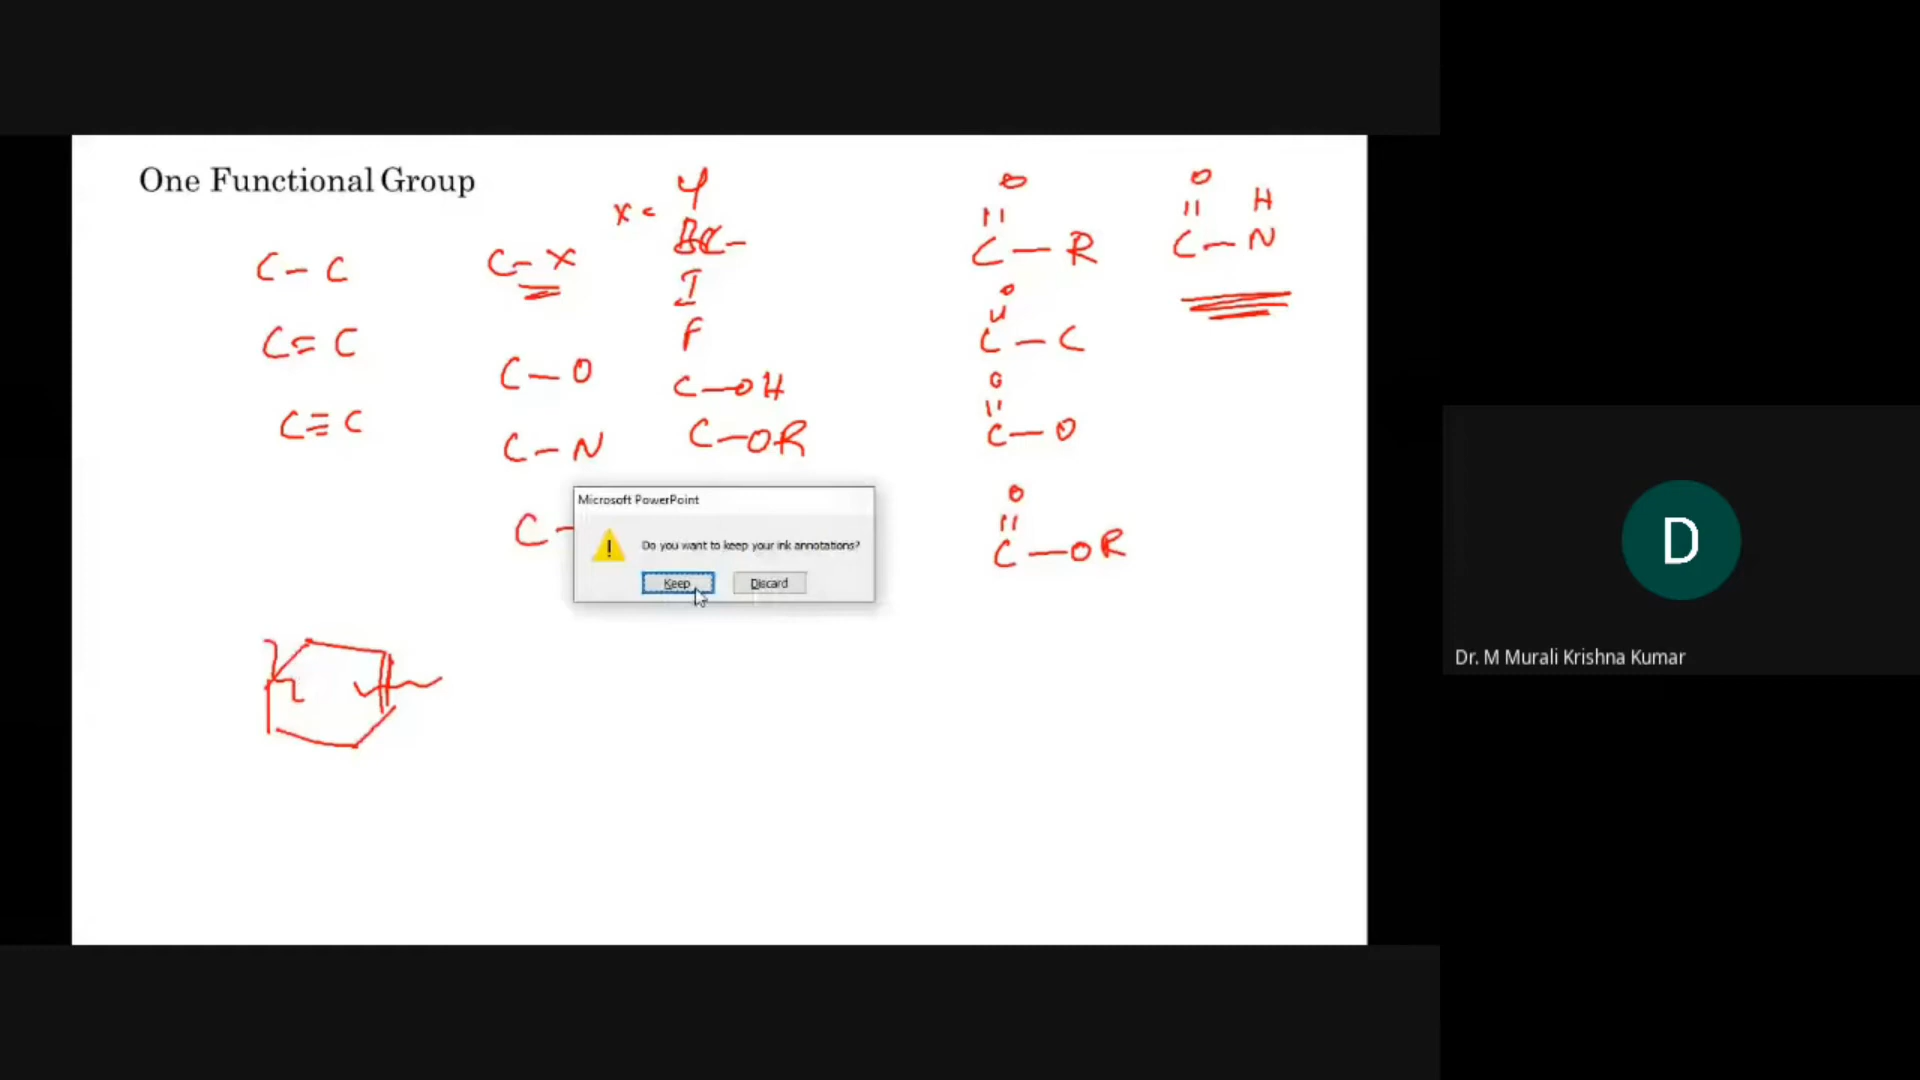 One Functional Group
C - C
C = C
C ≡ C
C - X
C - O
C - N
C -
X =
I
F
C - OH
C - OR
O
||
C - R
O
||
C - C
O
||
C - O
O
||
C - OR
O H
||
C - N
Microsoft PowerPoint
Do you want to keep your ink annotations?
Keep Discard
D
Dr. M Murali Krishna Kumar